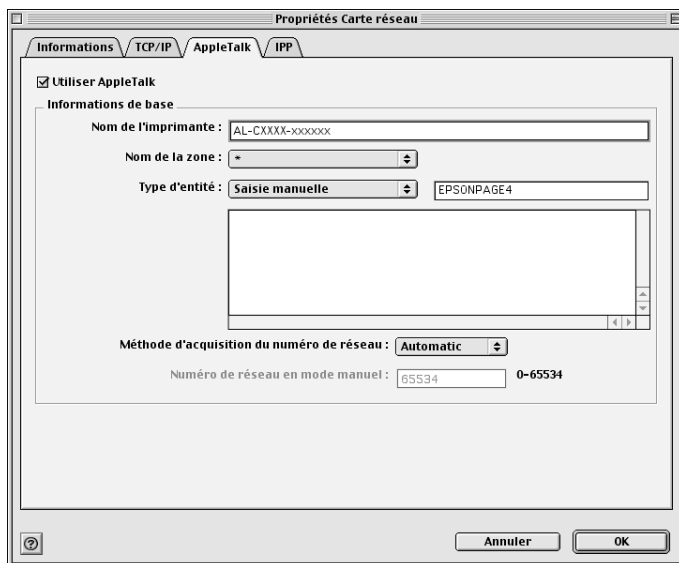 Propriétés Carte réseau
Informations TCP/IP AppleTalk IPP
Utiliser AppleTalk
Informations de base
Nom de l'imprimante : AL-CXXXX-xxxxxx
Nom de la zone : *
Type d'entité : Saisie manuelle EPSONPAGE4
Méthode d'acquisition du numéro de réseau : Automatic
Numéro de réseau en mode manuel : 65534 0-65534
? Annuler OK